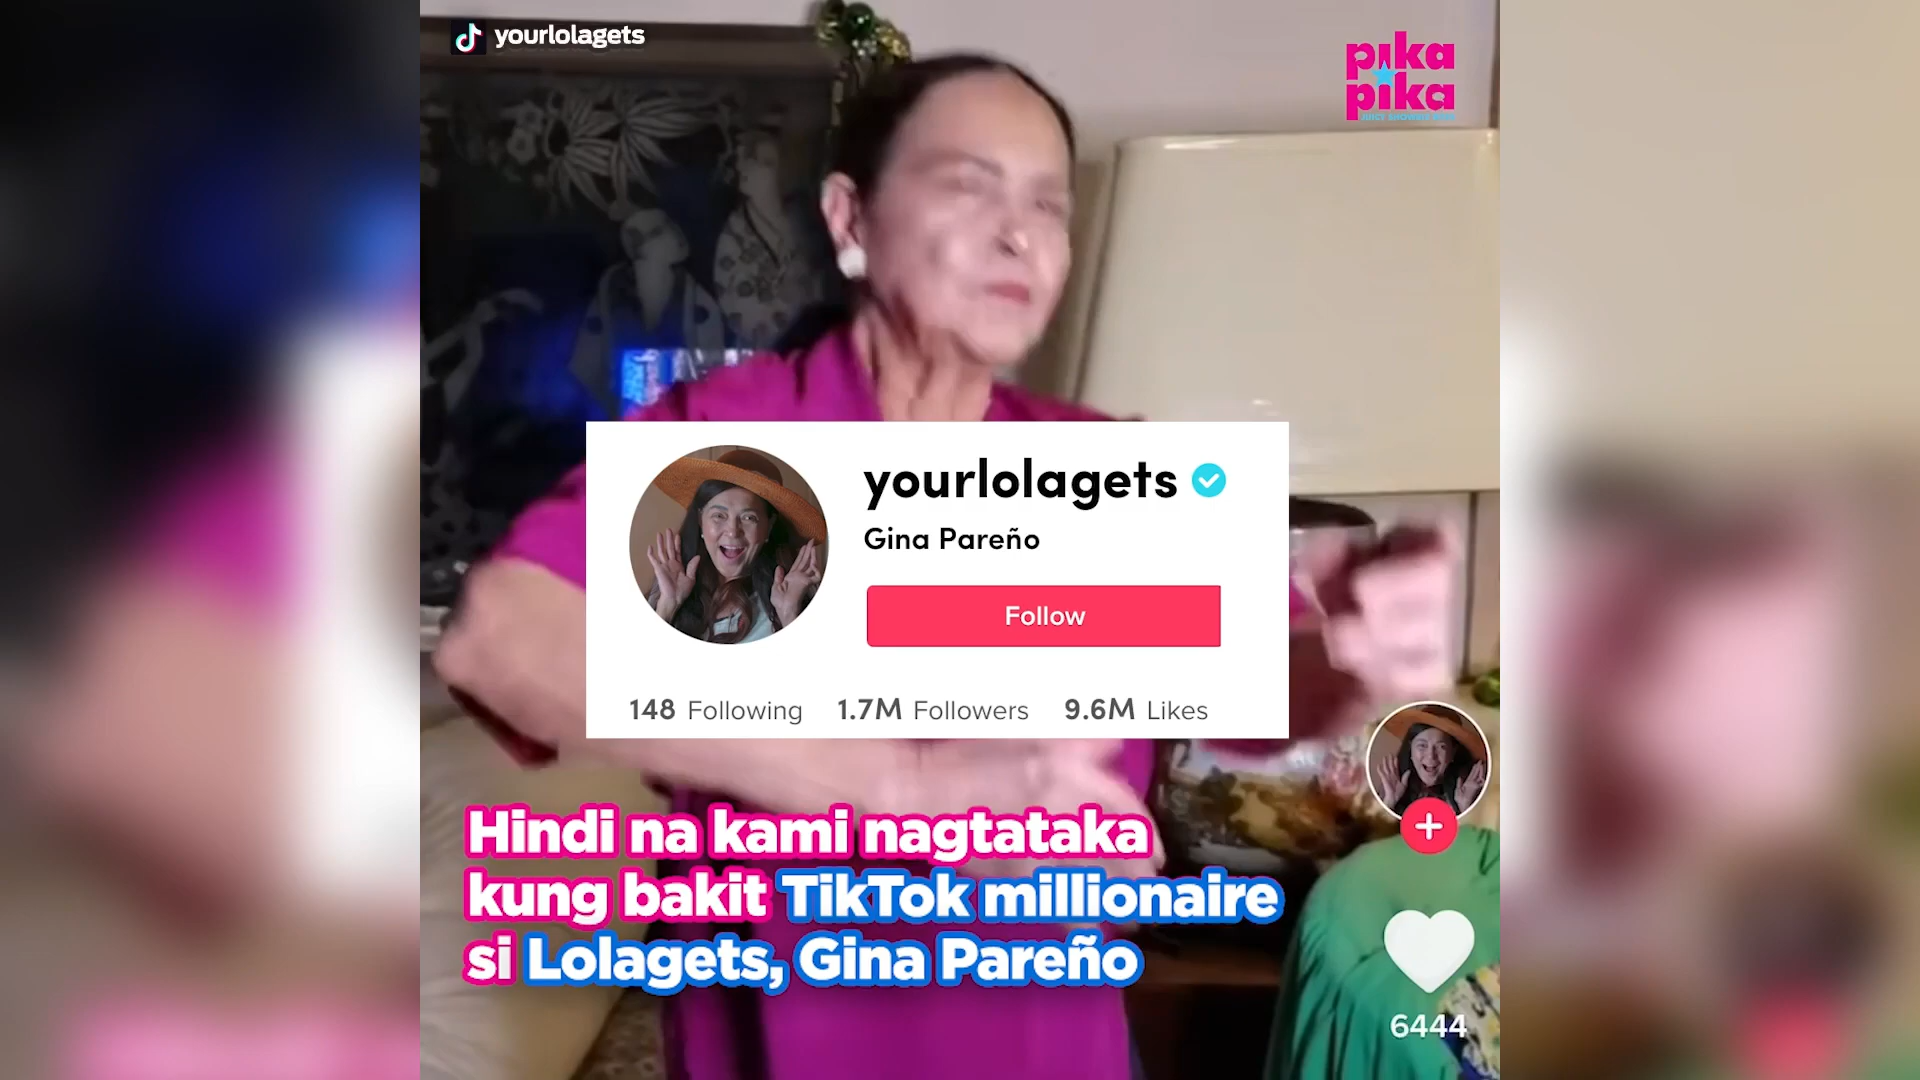 yourlolagets
pika
pika
yourlolagets
Gina Pareño
Follow
148 Following 1.7M Followers 9.6M Likes
Hindi na kami nagtataka
kung bakit TikTok millionaire
si Lolagets, Gina Pareño
6444